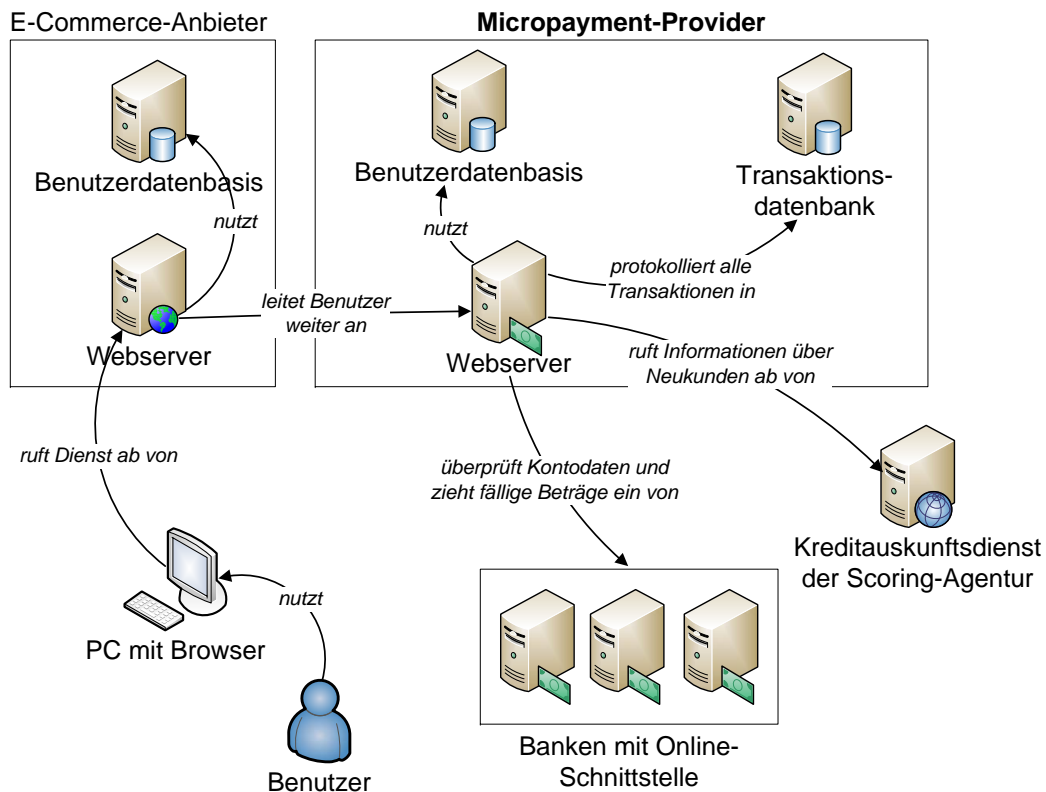 E-Commerce-Anbieter
Micropayment-Provider
Benutzerdatenbasis
nutzt
Webserver
Benutzerdatenbasis
nutzt
Transaktions-
datenbank
protokolliert alle
Transaktionen in
leitet Benutzer
weiter an
Webserver
ruft Informationen über
Neukunden ab von
ruft Dienst ab von
überprüft Kontodaten und
zieht fällige Beträge ein von
Kreditauskunftsdienst
der Scoring-Agentur
nutzt
PC mit Browser
Benutzer
Banken mit Online-
Schnittstelle